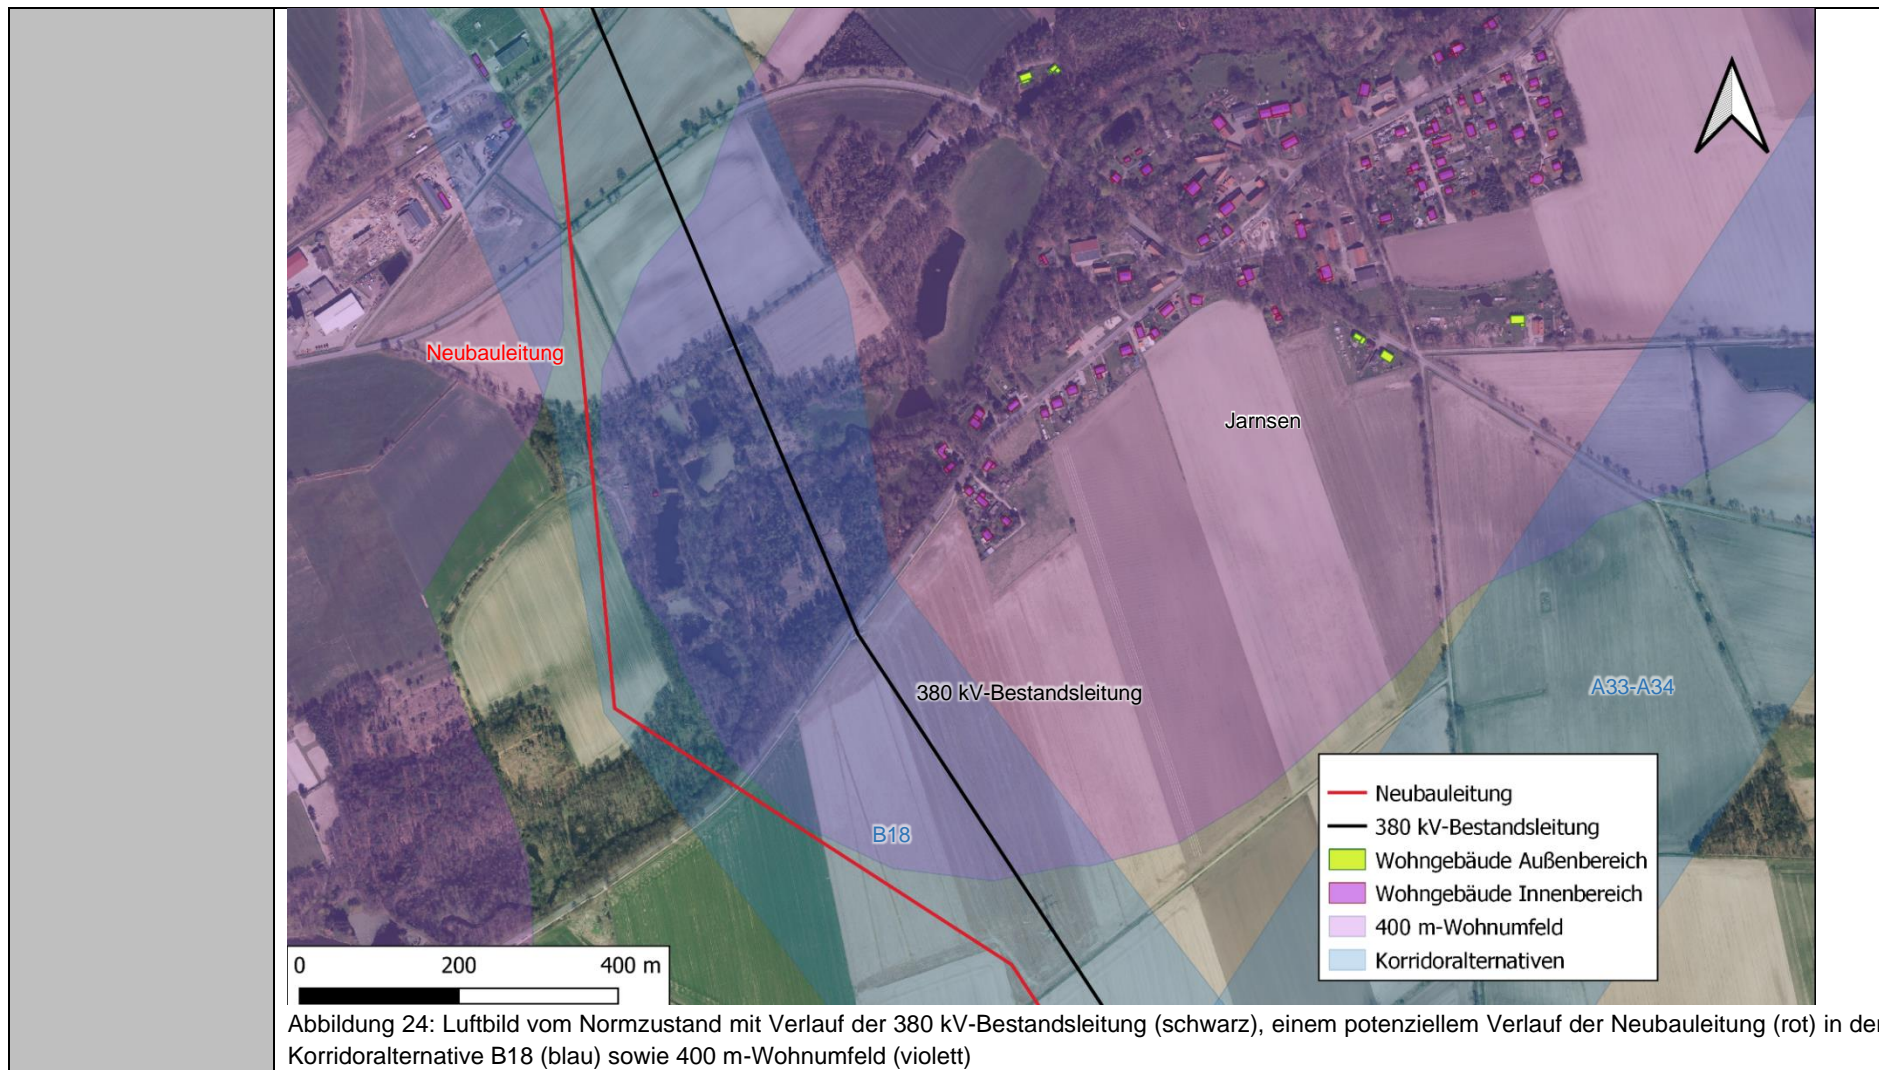 Neubauleitung
Jarnsen
380 kV-Bestandsleitung
A33-A34
B18
Neubauleitung
380 kV-Bestandsleitung
Wohngebäude Außenbereich
Wohngebäude Innenbereich
400 m-Wohnumfeld
Korridoralternativen
0 200 400 m
Abbildung 24: Luftbild vom Normzustand mit Verlauf der 380 kV-Bestandsleitung (schwarz), einem potenziellem Verlauf der Neubauleitung (rot) in der
Korridoralternative B18 (blau) sowie 400 m-Wohnumfeld (violett)